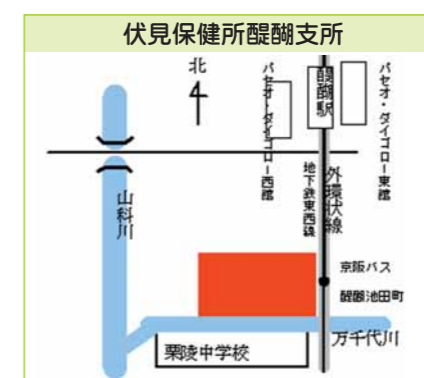 伏見保健所醍醐支所
北
パセオ・ダイゴロー西館
醍醐駅
パセオ・ダイゴロー東館
地下鉄東西線
外環状線
山科川
京阪バス
醍醐池田町
万千代川
栗陵中学校